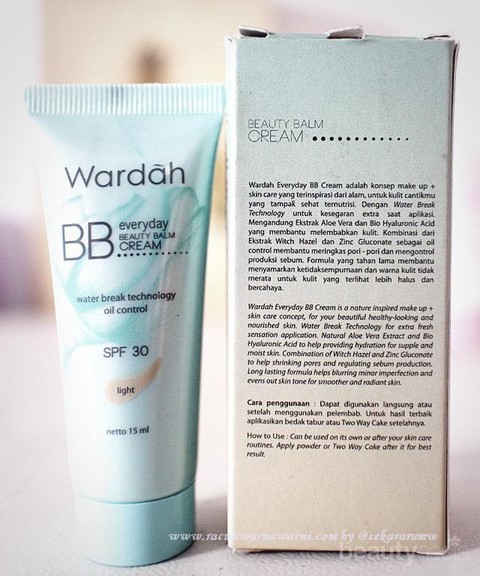 Wardah
BB everyday
BEAUTY BALM
CREAM
water break technology
oil control
SPF 30
light
netto 15 ml
BEAUTY BALM
CREAM
Wardah Everyday BB Cream adalah konsep make up +
skin care yang terinspirasi dari alam, untuk kulit cantikmu
yang tampak sehat ternutrisi. Dengan Water Break
Technology untuk kesegaran extra saat aplikasi.
Mengandung Ekstrak Aloe Vera dan Bio Hyaluronic Acid
yang membantu melembabkan kulit. Kombinasi dari
Ekstrak Witch Hazel dan Zinc Gluconate sebagai oil
control membantu meringkas pori - pori dan mengontrol
produksi sebum. Formula yang tahan lama membantu
menyamarkan ketidaksempurnaan dan warna kulit tidak
merata untuk kulit yang terlihat lebih halus dan
bercahaya.
Wardah Everyday BB Cream is a nature inspired make up +
skin care concept, for your beautiful healthy-looking and
nourished skin. Water Break Technology for extra fresh
sensation application. Natural Aloe Vera Extract and Bio
Hyaluronic Acid to help providing hydration for supple and
moist skin. Combination of Witch Hazel and Zinc Gluconate
to help shrinking pores and regulating sebum production.
Long lasting formula helps blurring minor imperfection and
evens out skin tone for smoother and radiant skin.
Cara penggunaan : Dapat digunakan langsung atau
setelah menggunakan pelembab. Untuk hasil terbaik
aplikasikan bedak tabur atau Two Way Cake setelahnya.
How to Use : Can be used on its own or after your skin care
routines. Apply powder or Two Way Cake after it for best
result.
by @sekararuma